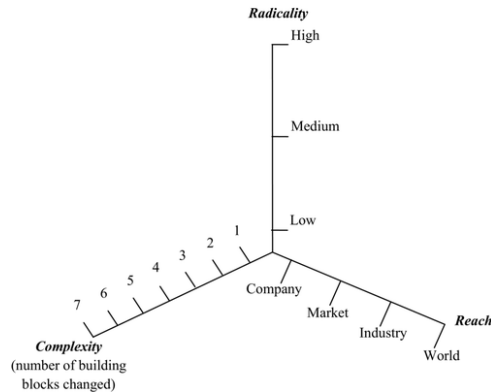 Radicality
High
Medium
Low
1
2
3
4
5
6
7
Company
Market
Industry
World
Reach
Complexity
(number of building
blocks changed)